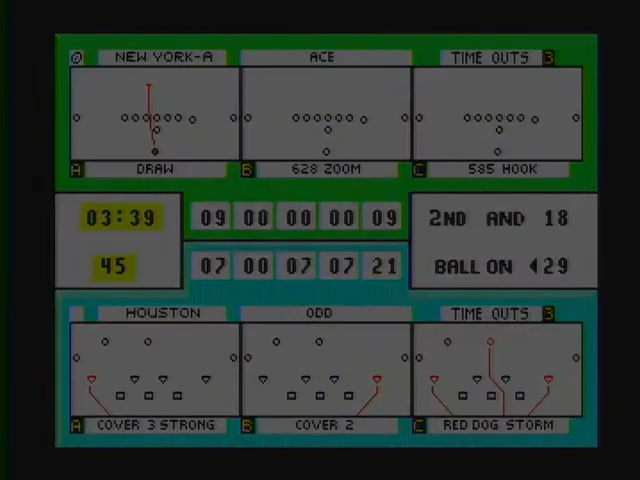 NEW YORK-A ACE TIME OUTS 3
A DRAW B 628 ZOOM C 585 HOOK
03:39 09 00 00 00 09 2ND AND 18
45 07 00 07 07 21 BALL ON ◀29
HOUSTON ODD TIME OUTS 3
A COVER 3 STRONG B COVER 2 C RED DOG STORM